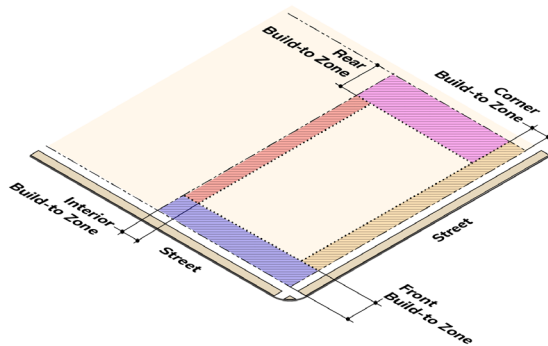 Rear
Build-to Zone
Corner
Build-to Zone
Interior
Build-to Zone
Street
Street
Front
Build-to Zone